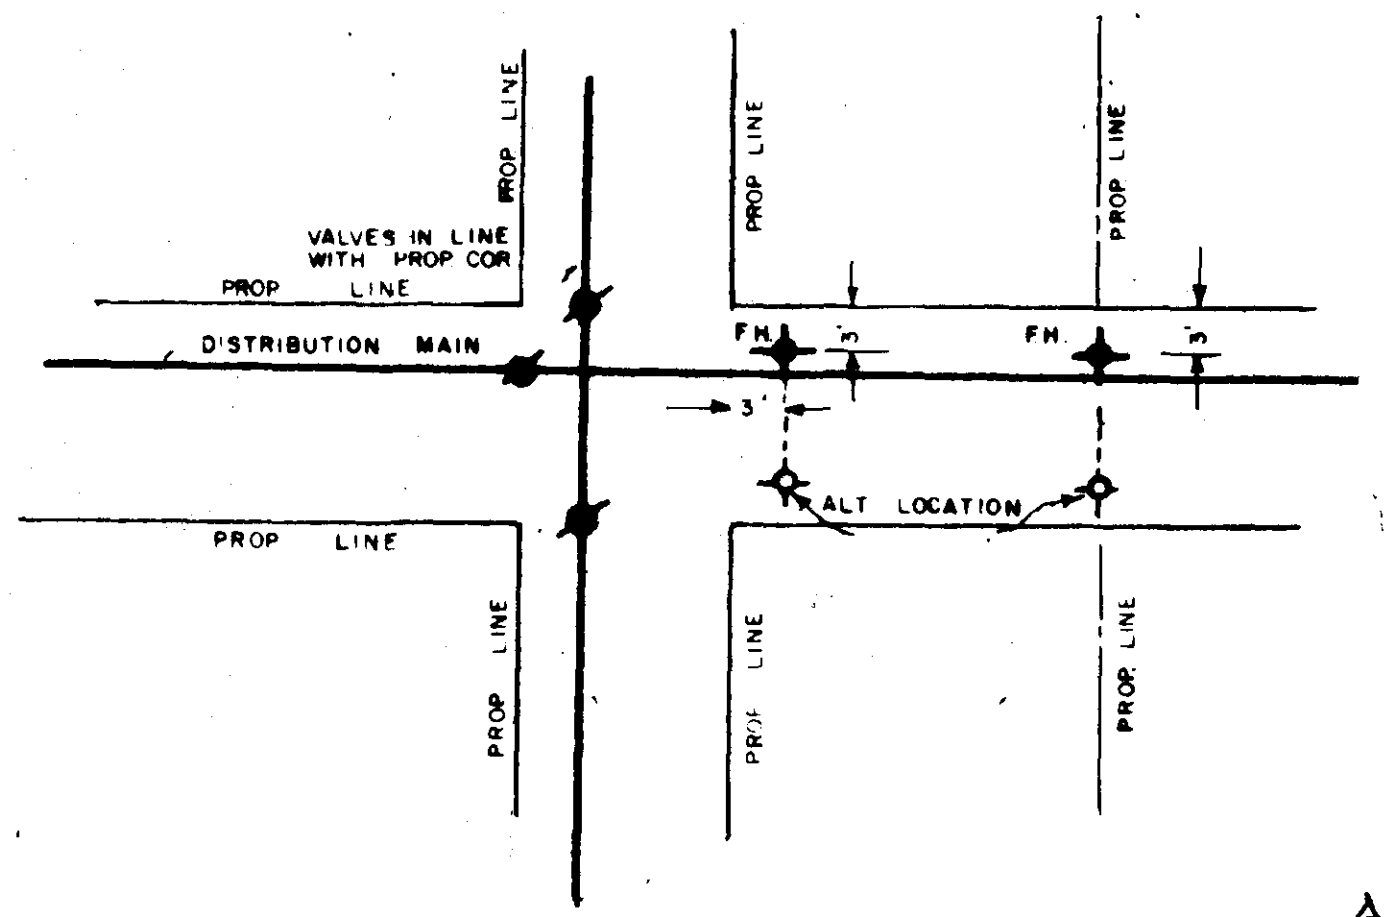 PROP LINE
PROP LINE
PROP LINE
VALVES IN LINE
WITH PROP. COR
PROP LINE
DISTRIBUTION MAIN
F.H.
3'
F.H.
3'
3'
ALT LOCATION
PROP LINE
PROP LINE
PROP LINE
PROP. LINE